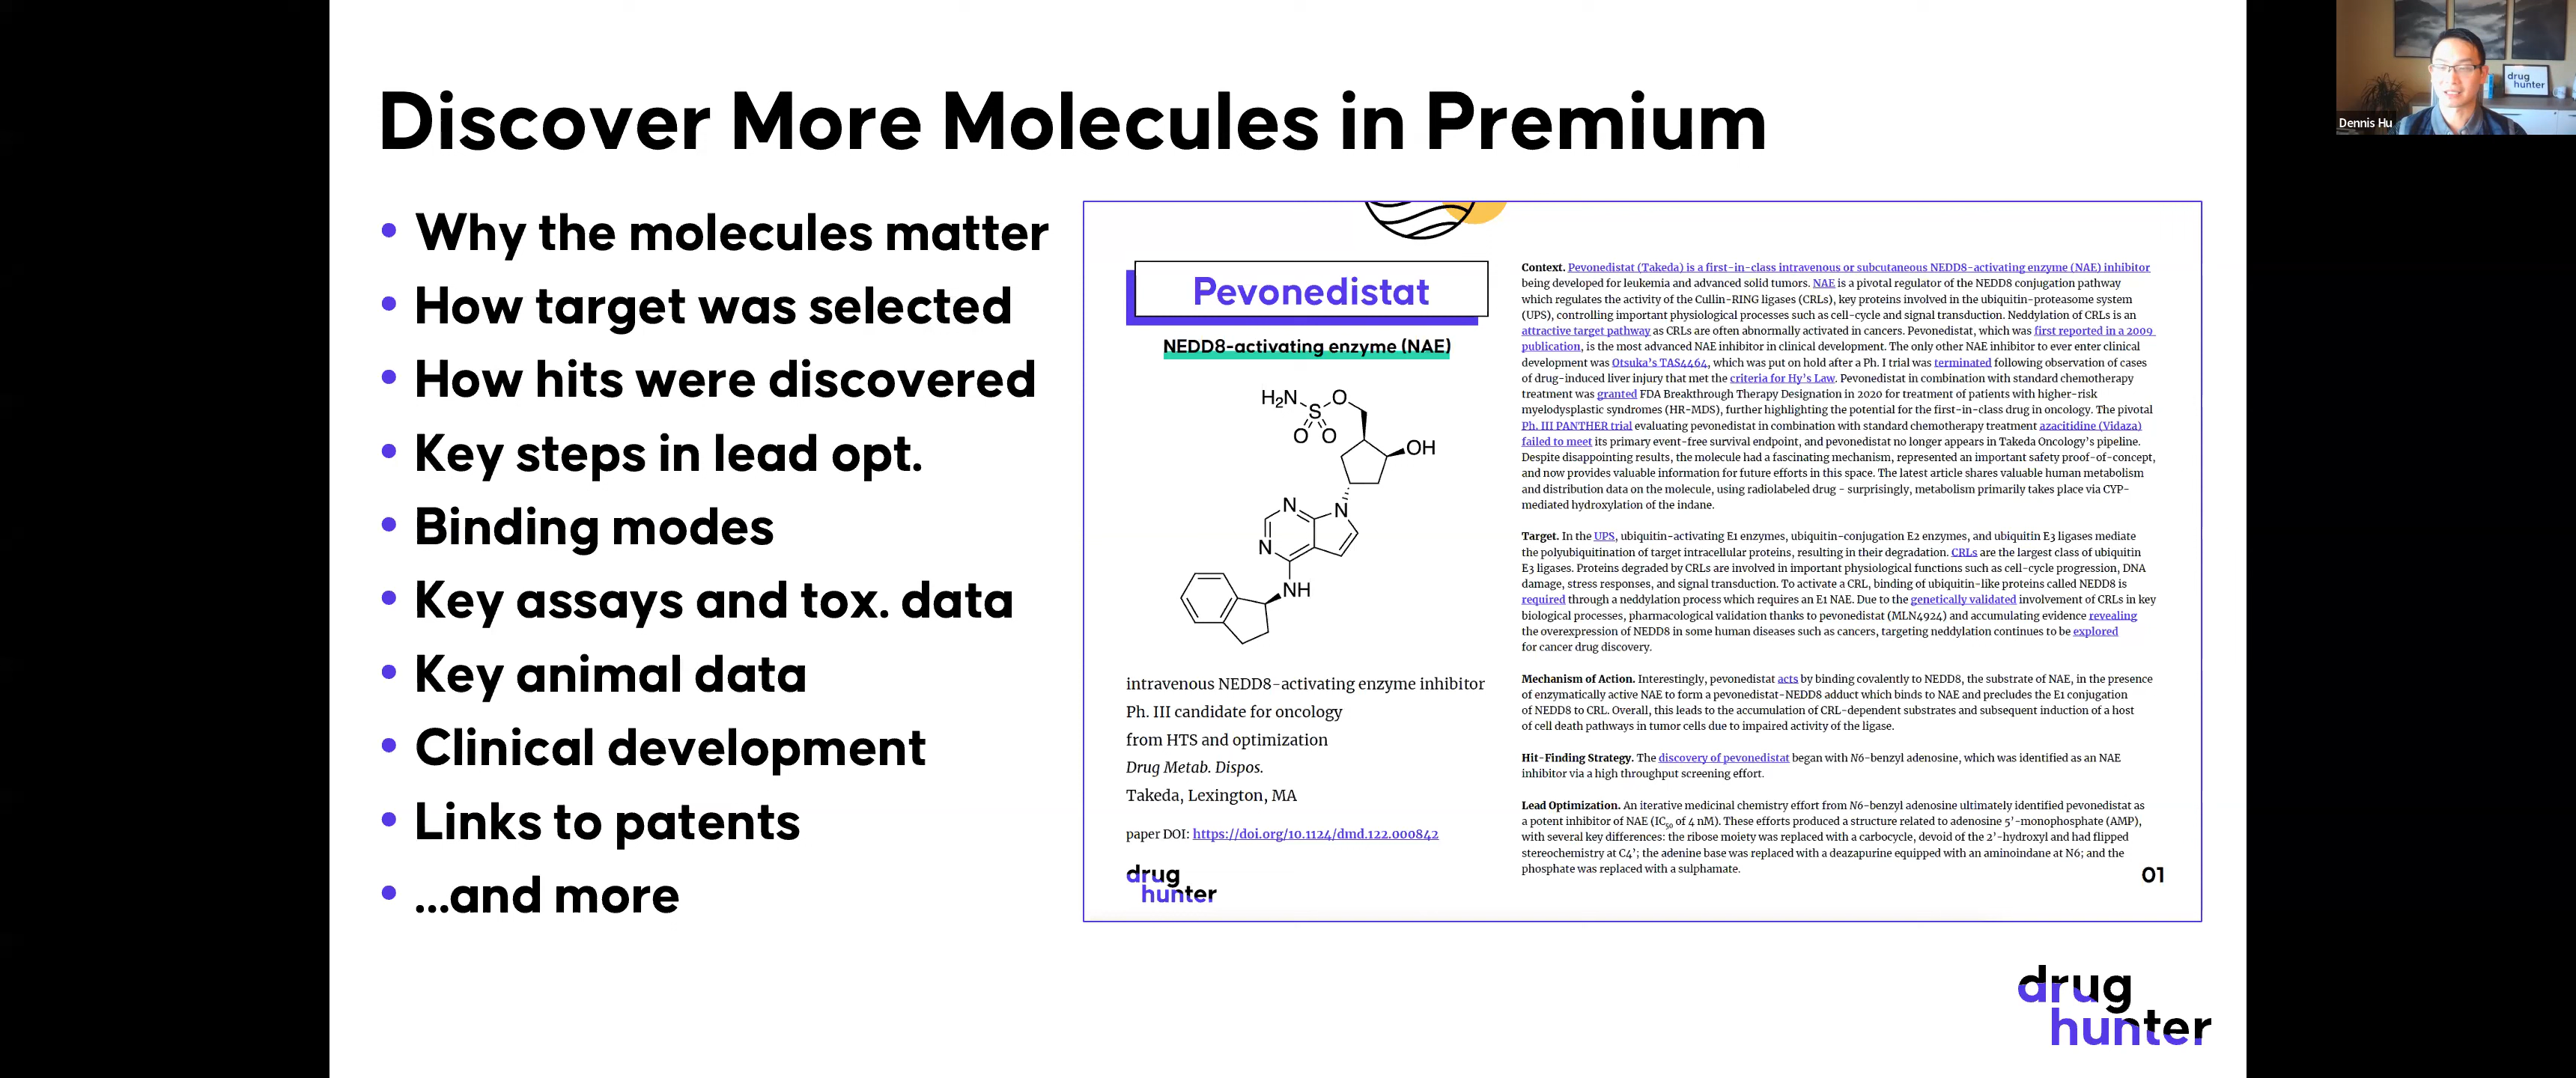 Discover More Molecules in Premium
• Why the molecules matter
• How target was selected
• How hits were discovered
• Key steps in lead opt.
• Binding modes
• Key assays and tox. data
• Key animal data
• Clinical development
• Links to patents
• ...and more
Pevonedistat
NEDD8-activating enzyme (NAE)
H2N
S
O
O
O
OH
N
N
N
NH
intravenous NEDD8-activating enzyme inhibitor
Ph. III candidate for oncology
from HTS and optimization
Drug Metab. Dispos.
Takeda, Lexington, MA
paper DOI: https://doi.org/10.1124/dmd.122.000842
drug
hunter
Context. Pevonedistat (Takeda) is a first-in-class intravenous or subcutaneous NEDD8-activating enzyme (NAE) inhibitor
being developed for leukemia and advanced solid tumors. NAE is a pivotal regulator of the NEDD8 conjugation pathway
which regulates the activity of the Cullin-RING ligases (CRLs), key proteins involved in the ubiquitin-proteasome system
(UPS), controlling important physiological processes such as cell-cycle and signal transduction. Neddylation of CRLs is an
attractive target pathway as CRLs are often abnormally activated in cancers. Pevonedistat, which was first reported in a 2009
publication, is the most advanced NAE inhibitor in clinical development. The only other NAE inhibitor to ever enter clinical
development was Otsuka's TAS4464, which was put on hold after a Ph. I trial was terminated following observation of cases
of drug-induced liver injury that met the criteria for Hy's Law. Pevonedistat in combination with standard chemotherapy
treatment was granted FDA Breakthrough Therapy Designation in 2020 for treatment of patients with higher-risk
myelodysplastic syndromes (HR-MDS), further highlighting the potential for the first-in-class drug in oncology. The pivotal
Ph. III PANTHER trial evaluating pevonedistat in combination with standard chemotherapy treatment azacitidine (Vidaza)
failed to meet its primary event-free survival endpoint, and pevonedistat no longer appears in Takeda Oncology's pipeline.
Despite disappointing results, the molecule had a fascinating mechanism, represented an important safety proof-of-concept,
and now provides valuable information for future efforts in this space. The latest article shares valuable human metabolism
and distribution data on the molecule, using radiolabeled drug - surprisingly, metabolism primarily takes place via CYP-
mediated hydroxylation of the indane.
Target. In the UPS, ubiquitin-activating E1 enzymes, ubiquitin-conjugation E2 enzymes, and ubiquitin E3 ligases mediate
the polyubiquitination of target intracellular proteins, resulting in their degradation. CRLs are the largest class of ubiquitin
E3 ligases. Proteins degraded by CRLs are involved in important physiological functions such as cell-cycle progression, DNA
damage, stress responses, and signal transduction. To activate a CRL, binding of ubiquitin-like proteins called NEDD8 is
required through a neddylation process which requires an E1 NAE. Due to the genetically validated involvement of CRLs in key
biological processes, pharmacological validation thanks to pevonedistat (MLN4924) and accumulating evidence revealing
the overexpression of NEDD8 in some human diseases such as cancers, targeting neddylation continues to be explored
for cancer drug discovery.
Mechanism of Action. Interestingly, pevonedistat acts by binding covalently to NEDD8, the substrate of NAE, in the presence
of enzymatically active NAE to form a pevonedistat-NEDD8 adduct which binds to NAE and precludes the E1 conjugation
of NEDD8 to CRL. Overall, this leads to the accumulation of CRL-dependent substrates and subsequent induction of a host
of cell death pathways in tumor cells due to impaired activity of the ligase.
Hit-Finding Strategy. The discovery of pevonedistat began with N6-benzyl adenosine, which was identified as an NAE
inhibitor via a high throughput screening effort.
Lead Optimization. An iterative medicinal chemistry effort from N6-benzyl adenosine ultimately identified pevonedistat as
a potent inhibitor of NAE (IC50 of 4 nM). These efforts produced a structure related to adenosine 5'-monophosphate (AMP),
with several key differences: the ribose moiety was replaced with a carbocycle, devoid of the 2'-hydroxyl and had flipped
stereochemistry at C4'; the adenine base was replaced with a deazapurine equipped with an aminoindane at N6; and the
phosphate was replaced with a sulphamate.
01
drug
hunter
drug
hunter
Dennis Hu